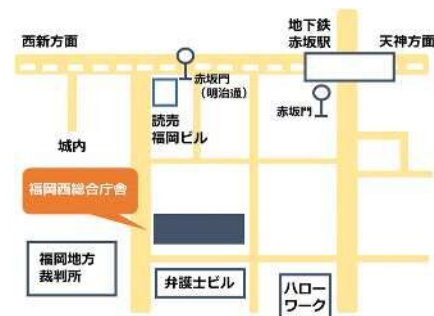 西新方面
地下鉄
赤坂駅
天神方面
赤坂門
(明治通)
赤坂門
読売
福岡ビル
城内
福岡西総合庁舎
福岡地方
裁判所
弁護士ビル
ハロー
ワーク